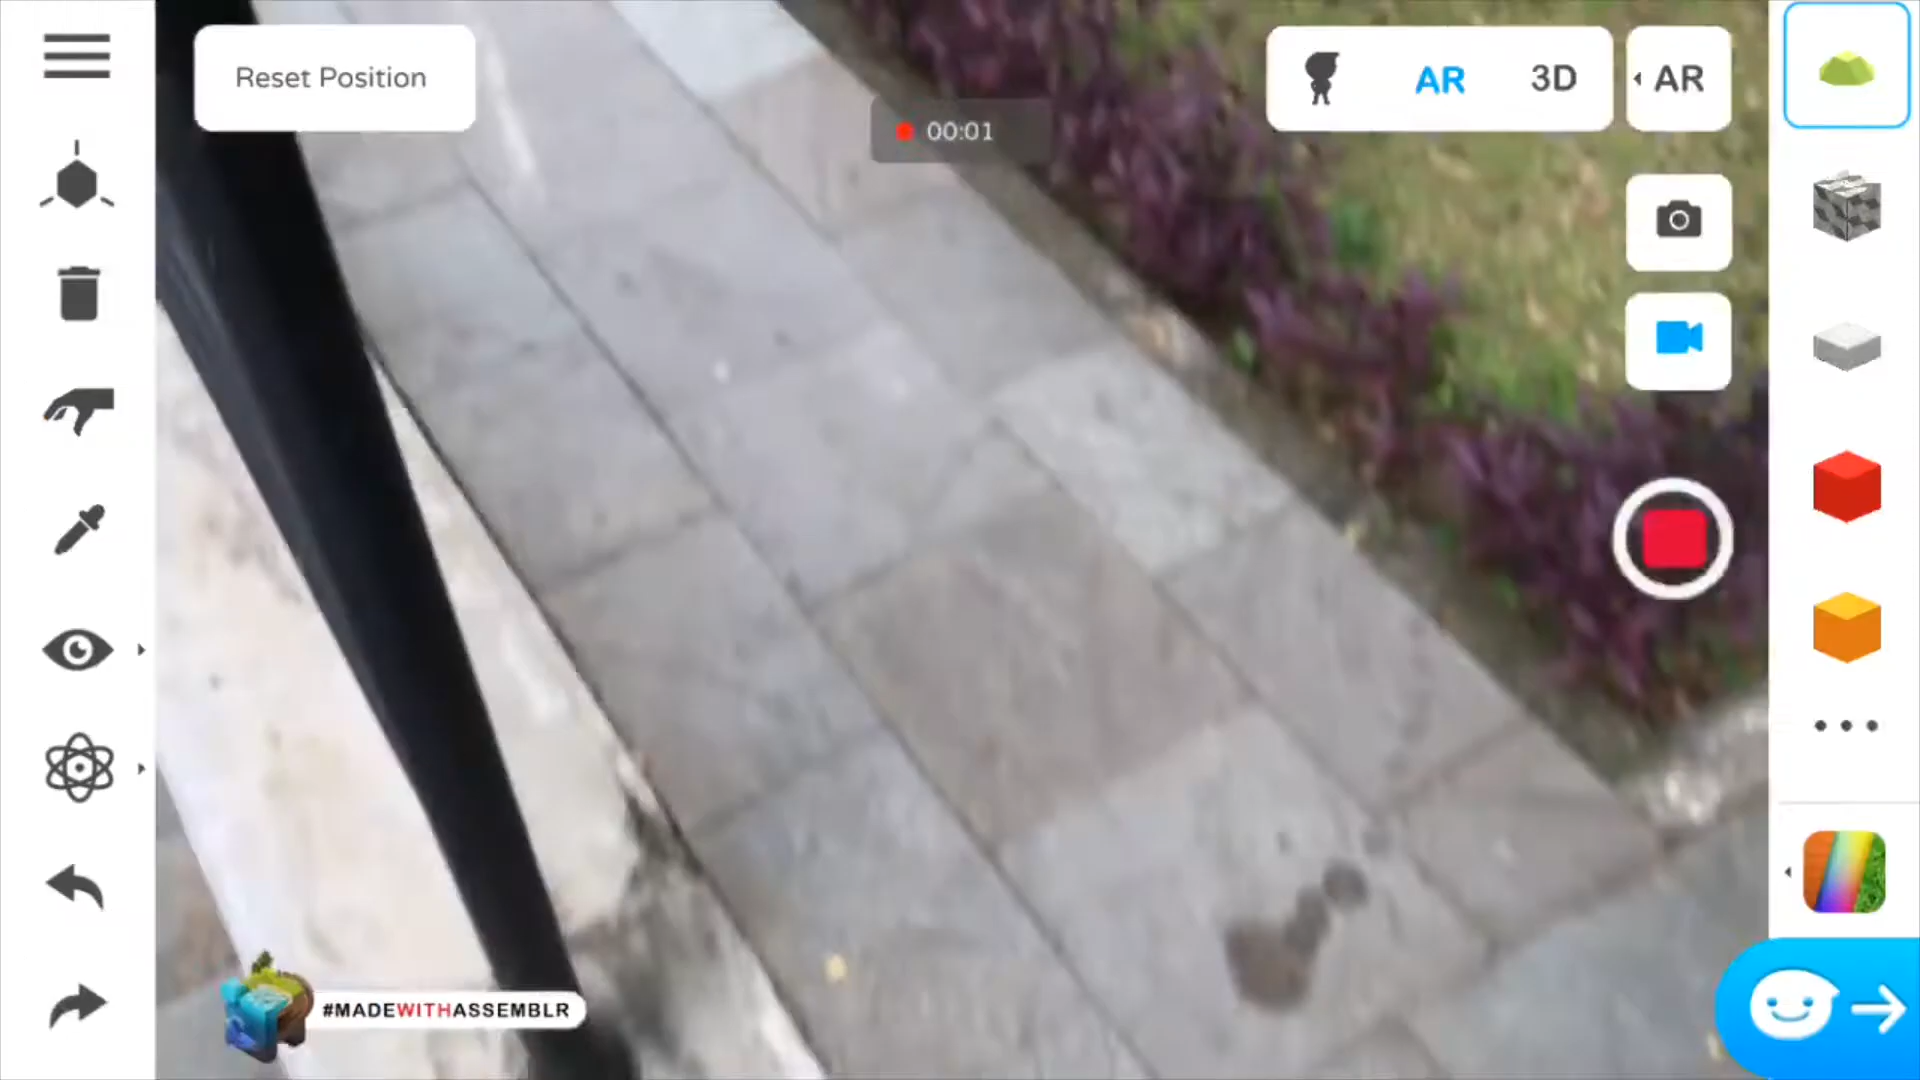 Reset Position
AR
3D
AR
00:01
#MADEWITHASSEMBLR